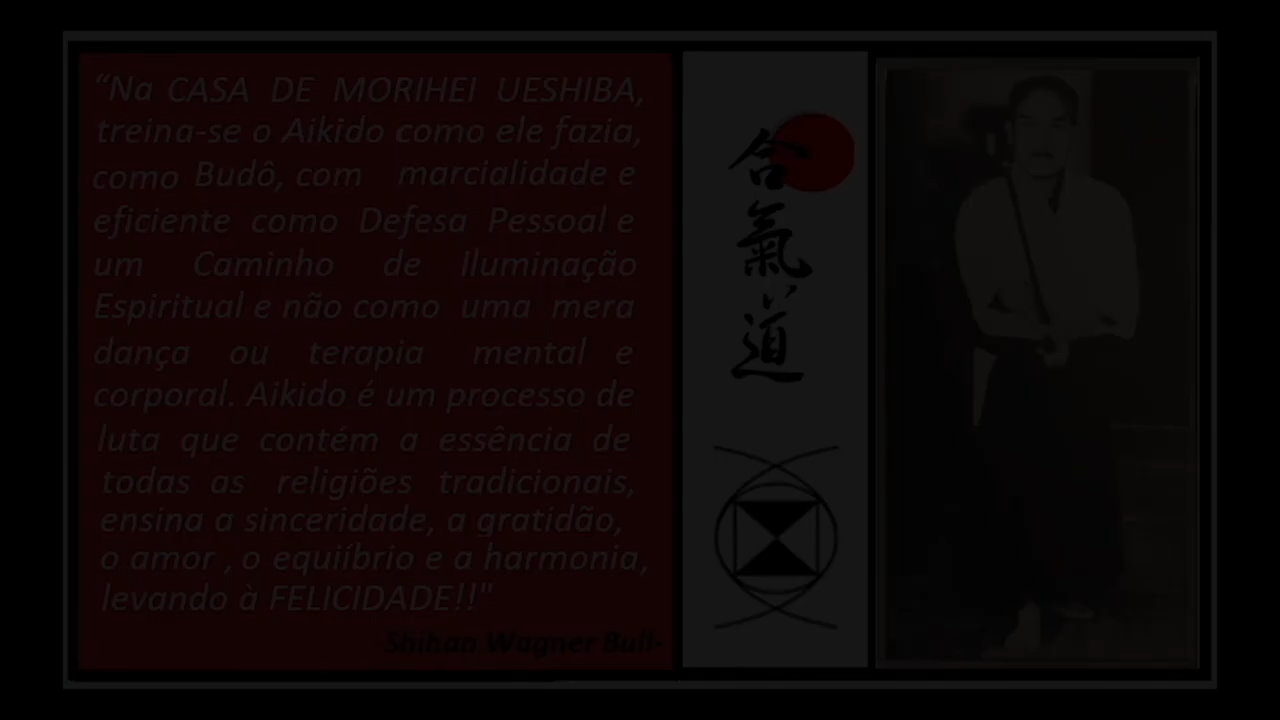 “Na CASA DE MORIHEI UESHIBA,
treina-se o Aikido como ele fazia,
como Budô, com marcialidade e
eficiente como Defesa Pessoal e
um Caminho de Iluminação
Espiritual e não como uma mera
dança ou terapia mental e
corporal. Aikido é um processo de
luta que contém a essência de
todas as religiões tradicionais,
ensina a sinceridade, a gratidão,
o amor , o equiíbrio e a harmonia,
levando à FELICIDADE!!"
-Shihan Wagner Bull-
合
氣
道